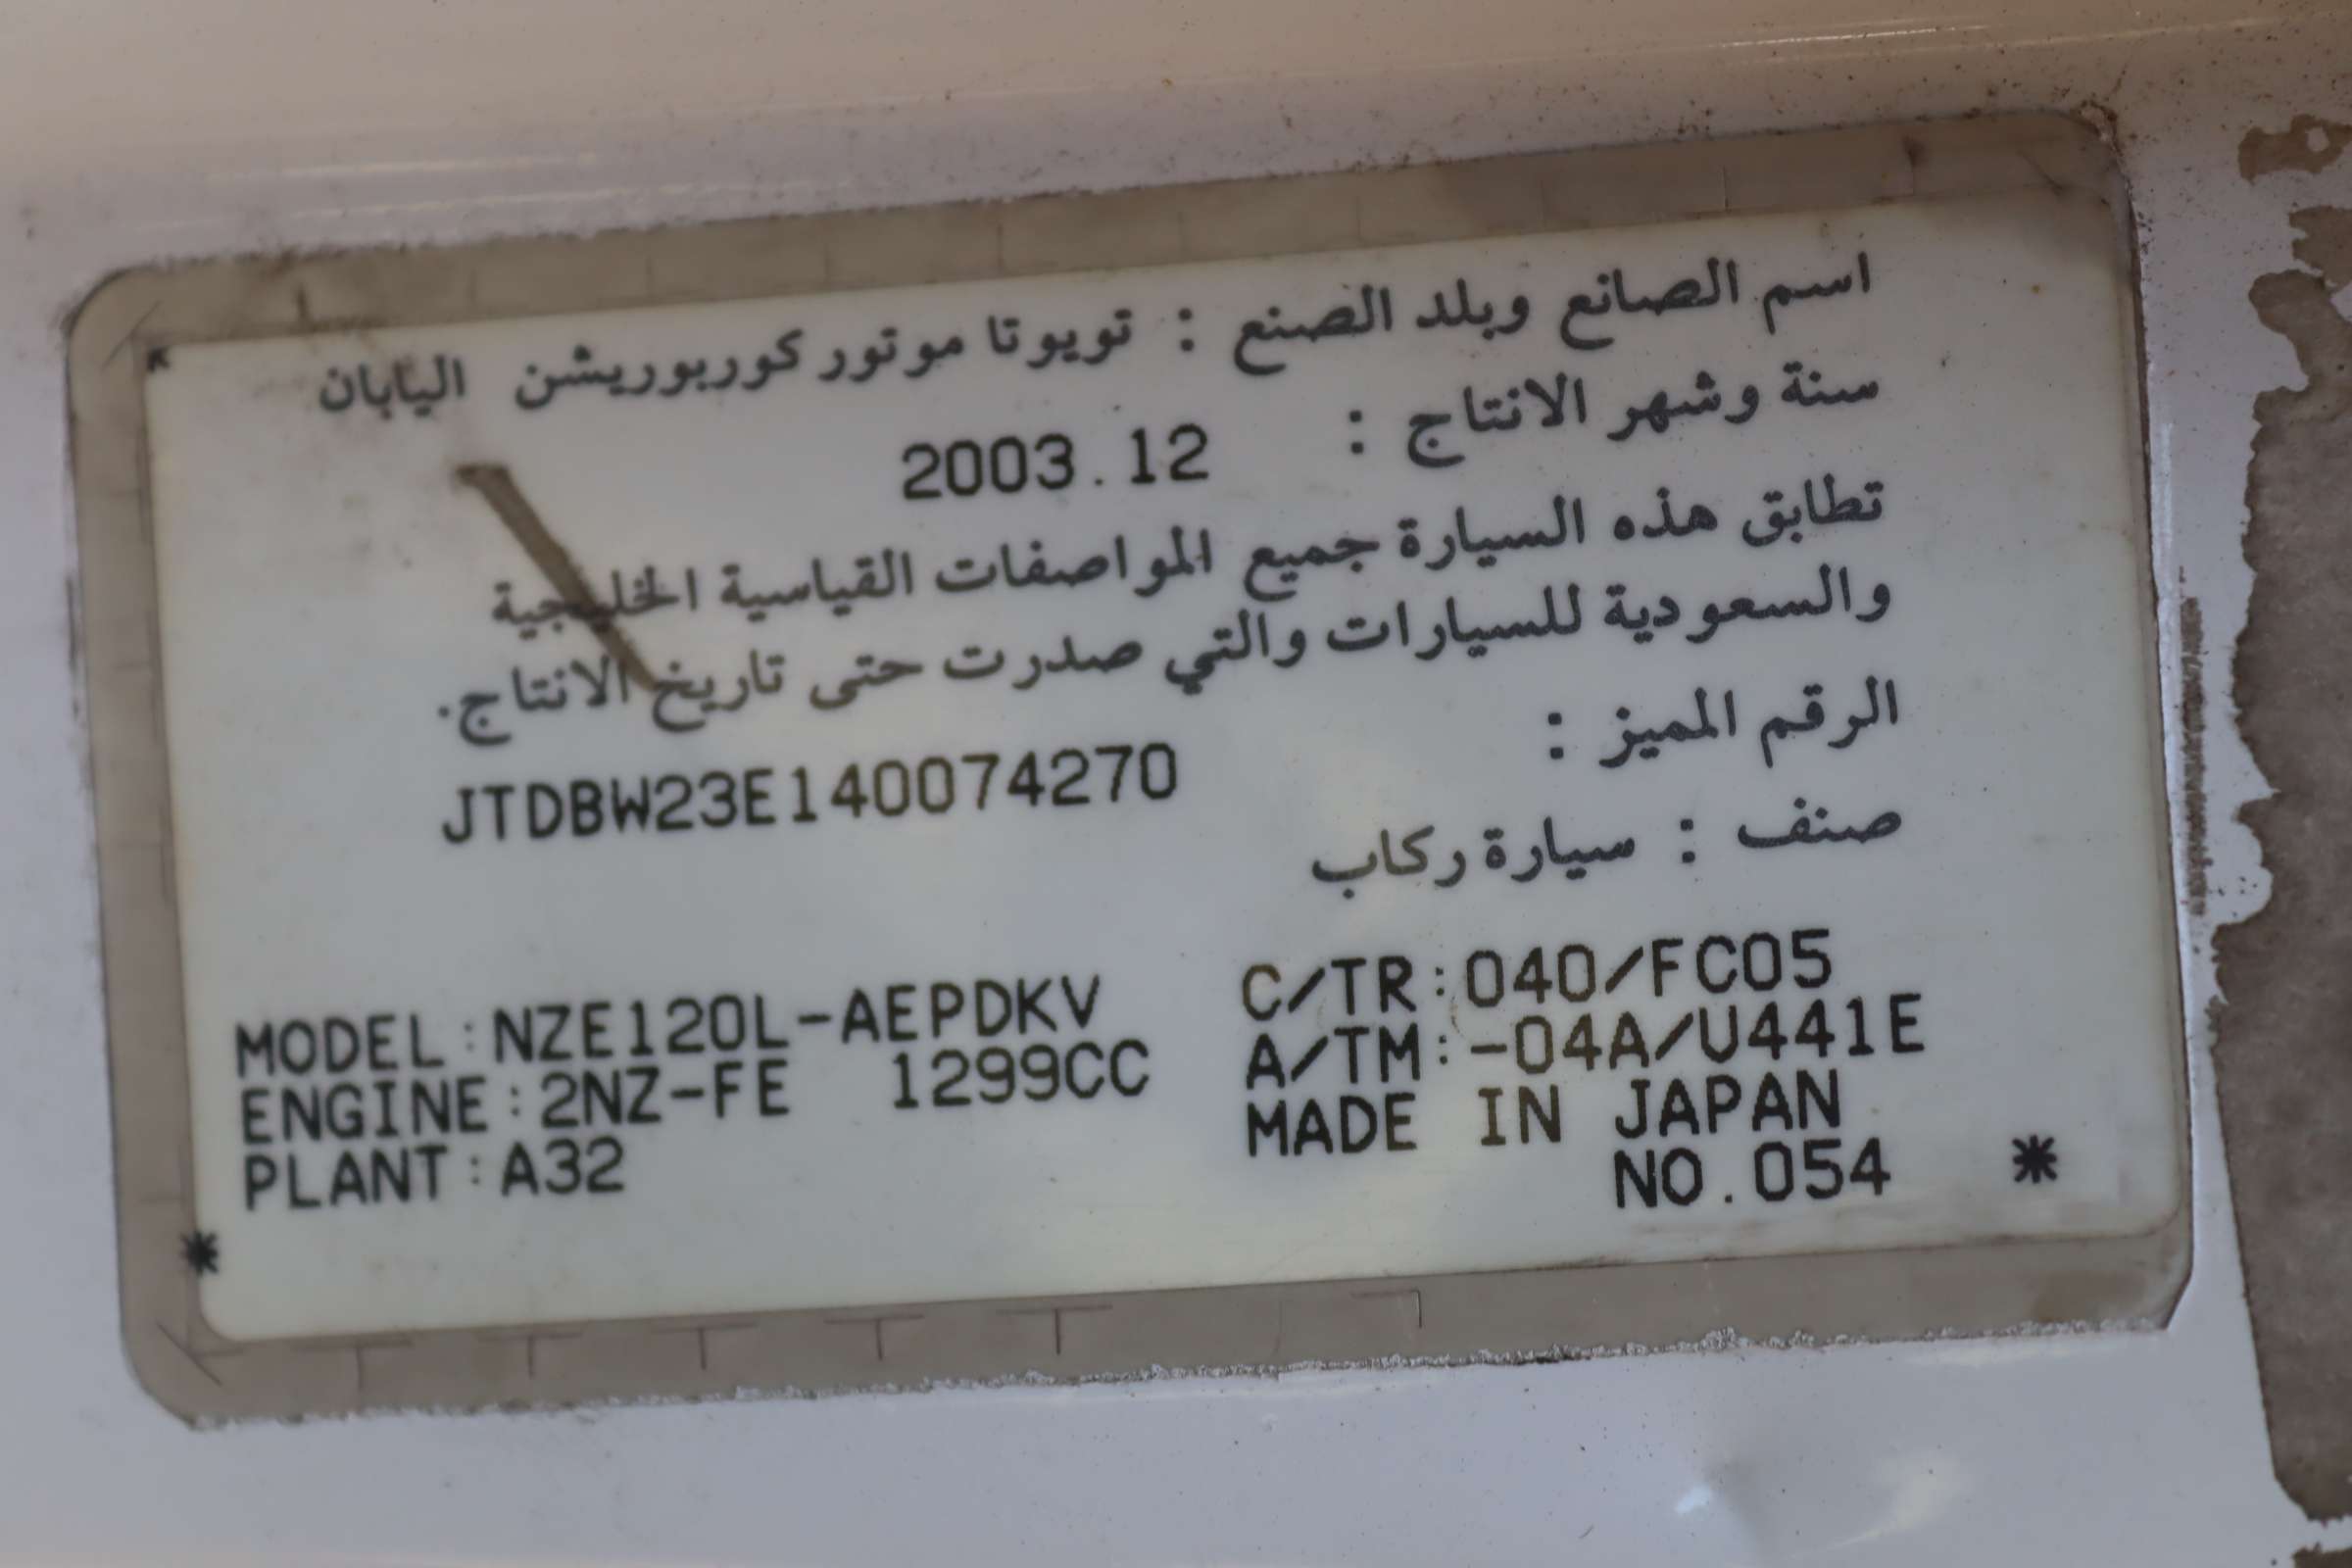 اسم الصانع وبلد الصنع : تويوتا موتور كوربوريشن اليابان
سنة وشهر الانتاج : 2003.12
تطابق هذه السيارة جميع المواصفات القياسية الخليجية
والسعودية للسيارات والتي صدرت حتى تاريخ الانتاج.
الرقم المميز :
JTDBW23E140074270
صنف : سيارة ركاب
MODEL:NZE120L-AEPDKV C/TR:040/FC05
ENGINE:2NZ-FE 1299CC A/TM:-04A/U441E
PLANT:A32 MADE IN JAPAN
NO.054 *
*